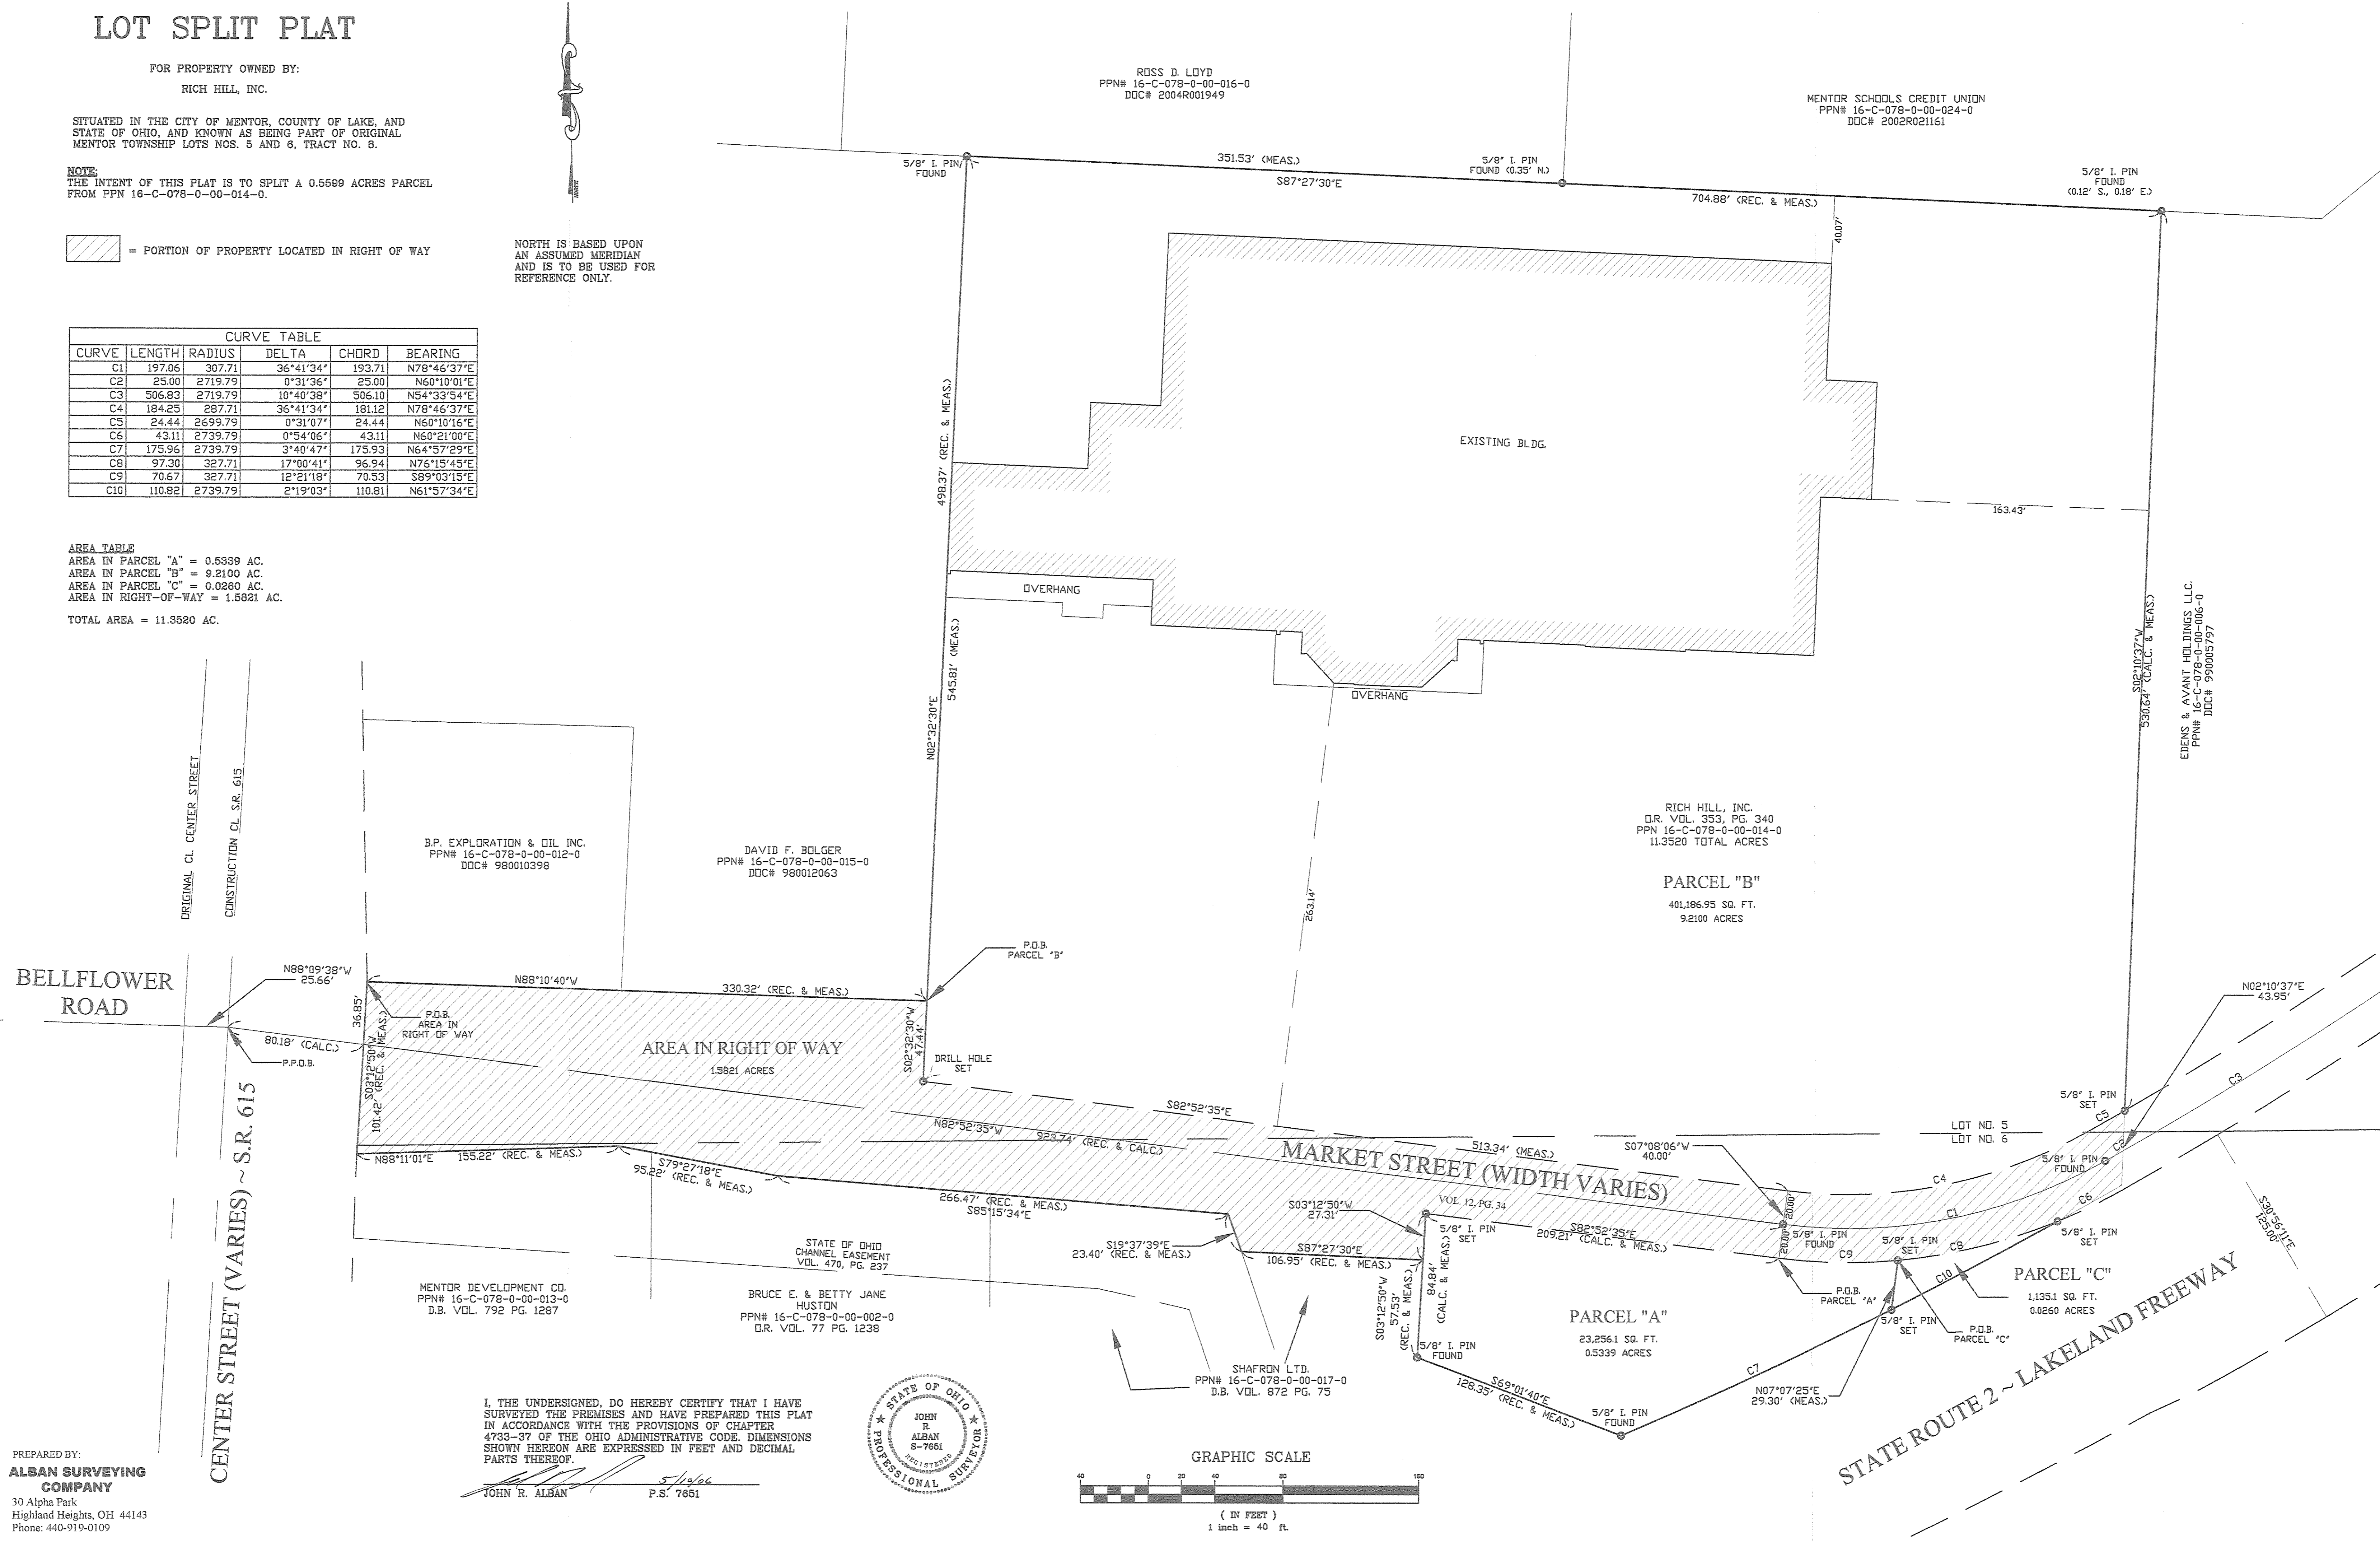 LOT SPLIT PLAT
FOR PROPERTY OWNED BY:
RICH HILL, INC.
SITUATED IN THE CITY OF MENTOR, COUNTY OF LAKE, AND
STATE OF OHIO, AND KNOWN AS BEING PART OF ORIGINAL
MENTOR TOWNSHIP LOTS NOS. 5 AND 6, TRACT NO. 8.
NOTE:
THE INTENT OF THIS PLAT IS TO SPLIT A 0.5599 ACRES PARCEL
FROM PPN 16-C-078-0-00-014-0.
= PORTION OF PROPERTY LOCATED IN RIGHT OF WAY
NORTH
NORTH IS BASED UPON
AN ASSUMED MERIDIAN
AND IS TO BE USED FOR
REFERENCE ONLY.
CURVE TABLE
CURVE LENGTH RADIUS DELTA CHORD BEARING
C1 197.06 307.71 36°41'34" 193.71 N78°46'37"E
C2 25.00 2719.79 0°31'36" 25.00 N60°10'01"E
C3 506.83 2719.79 10°40'38" 506.10 N54°33'54"E
C4 184.25 287.71 36°41'34" 181.12 N78°46'37"E
C5 24.44 2699.79 0°31'07" 24.44 N60°10'16"E
C6 43.11 2739.79 0°54'06" 43.11 N60°21'00"E
C7 175.96 2739.79 3°40'47" 175.93 N64°57'29"E
C8 97.30 327.71 17°00'41" 96.94 N76°15'45"E
C9 70.67 327.71 12°21'18" 70.53 S89°03'15"E
C10 110.82 2739.79 2°19'03" 110.81 N61°57'34"E
AREA TABLE
AREA IN PARCEL "A" = 0.5339 AC.
AREA IN PARCEL "B" = 9.2100 AC.
AREA IN PARCEL "C" = 0.0260 AC.
AREA IN RIGHT-OF-WAY = 1.5821 AC.
TOTAL AREA = 11.3520 AC.
ROSS D. LOYD
PPN# 16-C-078-0-00-016-0
DOC# 2004R001949
MENTOR SCHOOLS CREDIT UNION
PPN# 16-C-078-0-00-024-0
DOC# 2002R021161
5/8" I. PIN
FOUND
351.53' (MEAS.)
S87°27'30"E
5/8" I. PIN
FOUND (0.35' N.)
704.88' (REC. & MEAS.)
5/8" I. PIN
FOUND
(0.12' S., 0.18' E.)
40.07'
498.37' (REC. & MEAS.)
EXISTING BLDG.
163.43'
OVERHANG
OVERHANG
545.81' (MEAS.)
N02°32'30"E
S02°10'37"W
530.64' (CALC. & MEAS.)
EDENS & AVANT HOLDINGS LLC.
PPN# 16-C-078-0-00-006-0
DOC# 990005797
263.14'
RICH HILL, INC.
O.R. VOL. 353, PG. 340
PPN 16-C-078-0-00-014-0
11.3520 TOTAL ACRES
PARCEL "B"
401,186.95 SQ. FT.
9.2100 ACRES
ORIGINAL CL CENTER STREET
CONSTRUCTION CL S.R. 615
B.P. EXPLORATION & OIL INC.
PPN# 16-C-078-0-00-012-0
DOC# 980010398
DAVID F. BOLGER
PPN# 16-C-078-0-00-015-0
DOC# 980012063
P.O.B.
PARCEL "B"
BELLFLOWER
ROAD
N88°09'38"W
25.66'
N88°10'40"W
330.32' (REC. & MEAS.)
36.85'
P.O.B.
AREA IN
RIGHT OF WAY
80.18' (CALC.)
P.P.O.B.
S03°12'50"W
101.42' (REC. & MEAS.)
AREA IN RIGHT OF WAY
1.5821 ACRES
S02°32'30"W
47.44'
DRILL HOLE
SET
S82°52'35"E
513.34' (MEAS.)
N82°52'35"W
923.74' (REC. & CALC.)
MARKET STREET (WIDTH VARIES)
VOL. 12, PG. 34
N88°11'01"E
155.22' (REC. & MEAS.)
S79°27'18"E
95.22' (REC. & MEAS.)
266.47' (REC. & MEAS.)
S85°15'34"E
S19°37'39"E
23.40' (REC. & MEAS.)
S03°12'50"W
27.31'
S87°27'30"E
106.95' (REC. & MEAS.)
5/8" I. PIN
SET
S82°52'35"E
209.21' (CALC. & MEAS.)
S07°08'06"W
40.00'
20.00'
20.00'
5/8" I. PIN
FOUND
LOT NO. 5
LOT NO. 6
N02°10'37"E
43.95'
5/8" I. PIN
SET
5/8" I. PIN
FOUND
C5
C2
C3
C4
C1
C6
C9
C8
C10
C7
5/8" I. PIN
SET
5/8" I. PIN
SET
S30°56'11"E
125.00'
PARCEL "C"
1,135.1 SQ. FT.
0.0260 ACRES
P.O.B.
PARCEL "A"
P.O.B.
PARCEL "C"
5/8" I. PIN
SET
N07°07'25"E
29.30' (MEAS.)
S03°12'50"W
57.53'
(REC. & MEAS.)
84.84'
(CALC. & MEAS.)
PARCEL "A"
23,256.1 SQ. FT.
0.5339 ACRES
5/8" I. PIN
FOUND
S69°01'40"E
128.35' (REC. & MEAS.)
5/8" I. PIN
FOUND
STATE ROUTE 2 ~ LAKELAND FREEWAY
CENTER STREET (VARIES) ~ S.R. 615
STATE OF OHIO
CHANNEL EASEMENT
VOL. 470, PG. 237
MENTOR DEVELOPMENT CO.
PPN# 16-C-078-0-00-013-0
D.B. VOL. 792 PG. 1287
BRUCE E. & BETTY JANE
HUSTON
PPN# 16-C-078-0-00-002-0
O.R. VOL. 77 PG. 1238
SHAFRON LTD.
PPN# 16-C-078-0-00-017-0
D.B. VOL. 872 PG. 75
I, THE UNDERSIGNED, DO HEREBY CERTIFY THAT I HAVE
SURVEYED THE PREMISES AND HAVE PREPARED THIS PLAT
IN ACCORDANCE WITH THE PROVISIONS OF CHAPTER
4733-37 OF THE OHIO ADMINISTRATIVE CODE. DIMENSIONS
SHOWN HEREON ARE EXPRESSED IN FEET AND DECIMAL
PARTS THEREOF.
5/10/06
JOHN R. ALBAN P.S. 7651
STATE OF OHIO
JOHN
R.
ALBAN
S-7651
REGISTERED
PROFESSIONAL SURVEYOR
GRAPHIC SCALE
40 0 20 40 80 160
( IN FEET )
1 inch = 40 ft.
PREPARED BY:
ALBAN SURVEYING
COMPANY
30 Alpha Park
Highland Heights, OH 44143
Phone: 440-919-0109